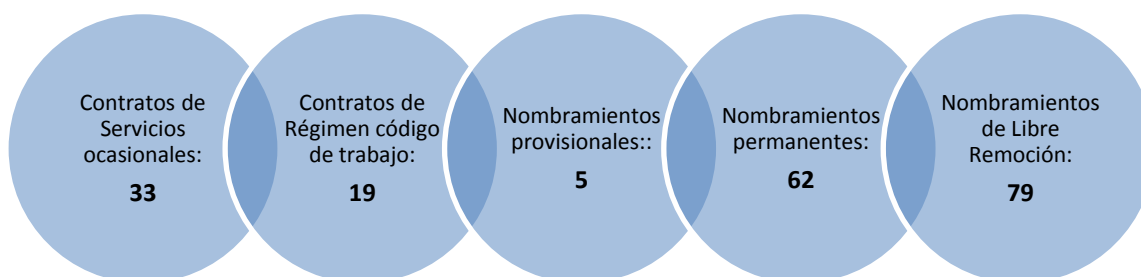 Contratos de
Servicios
ocasionales:
33
Contratos de
Régimen código
de trabajo:
19
Nombramientos
provisionales::
5
Nombramientos
permanentes:
62
Nombramientos
de Libre
Remoción:
79